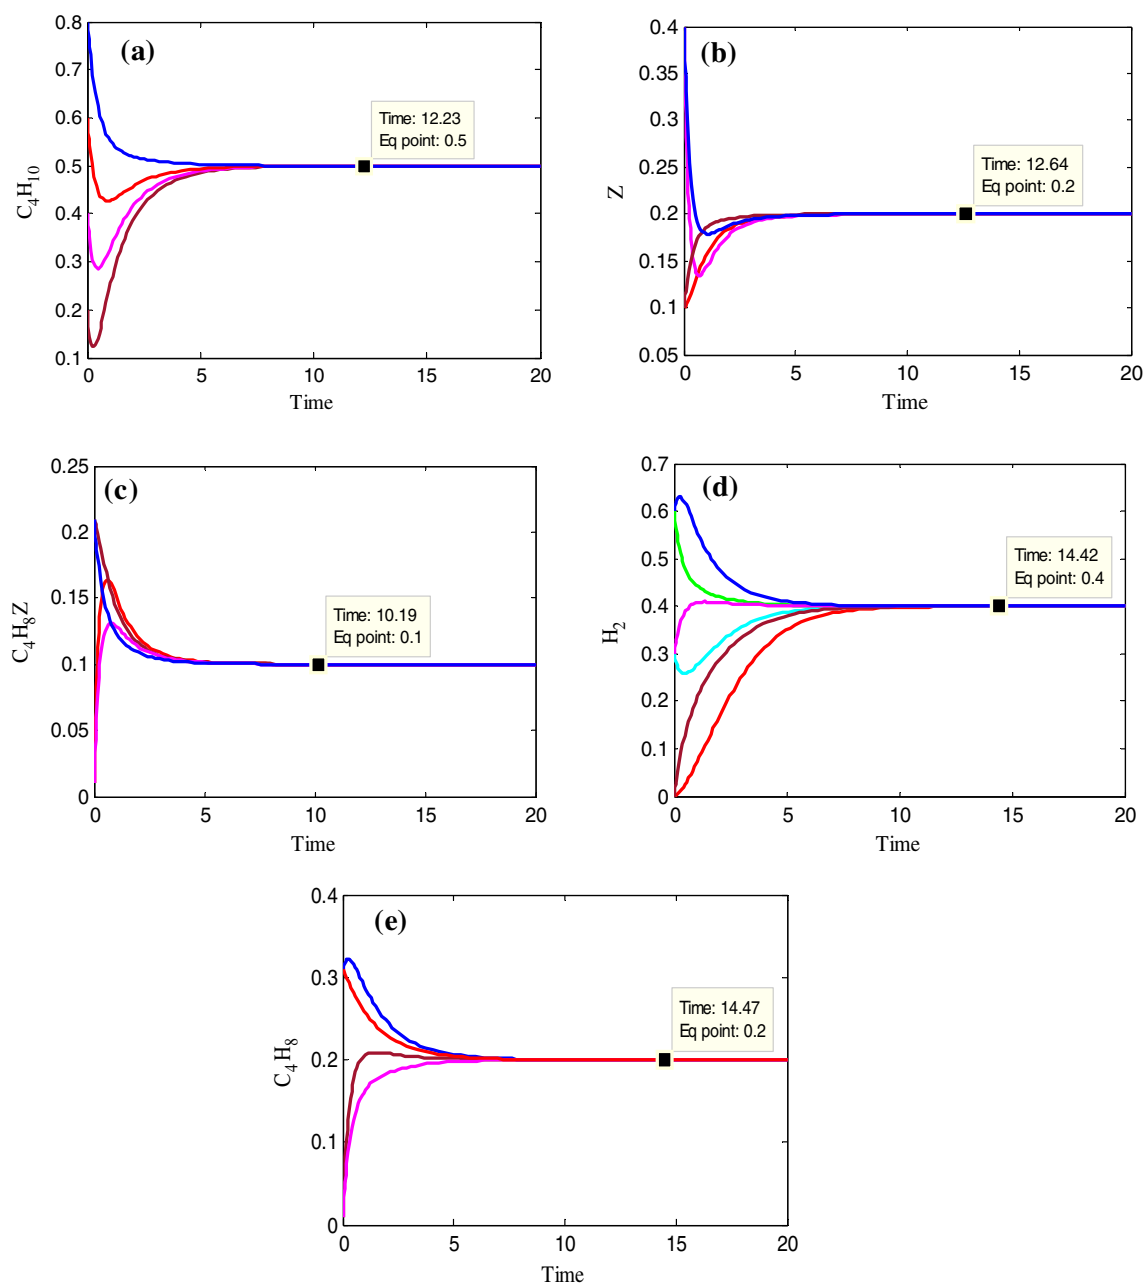 (a)
0.8
0.7
0.6
0.5
0.4
0.3
0.2
0.1
C₄H₁₀
Time: 12.23
Eq point: 0.5
0 5 10 15 20
Time
(b)
0.4
0.35
0.3
0.25
0.2
0.15
0.1
0.05
Z
Time: 12.64
Eq point: 0.2
0 5 10 15 20
Time
(c)
0.25
0.2
0.15
0.1
0.05
0
C₄H₈Z
Time: 10.19
Eq point: 0.1
0 5 10 15 20
Time
(d)
0.7
0.6
0.5
0.4
0.3
0.2
0.1
0
H₂
Time: 14.42
Eq point: 0.4
0 5 10 15 20
Time
(e)
0.4
0.3
0.2
0.1
0
C₄H₈
Time: 14.47
Eq point: 0.2
0 5 10 15 20
Time